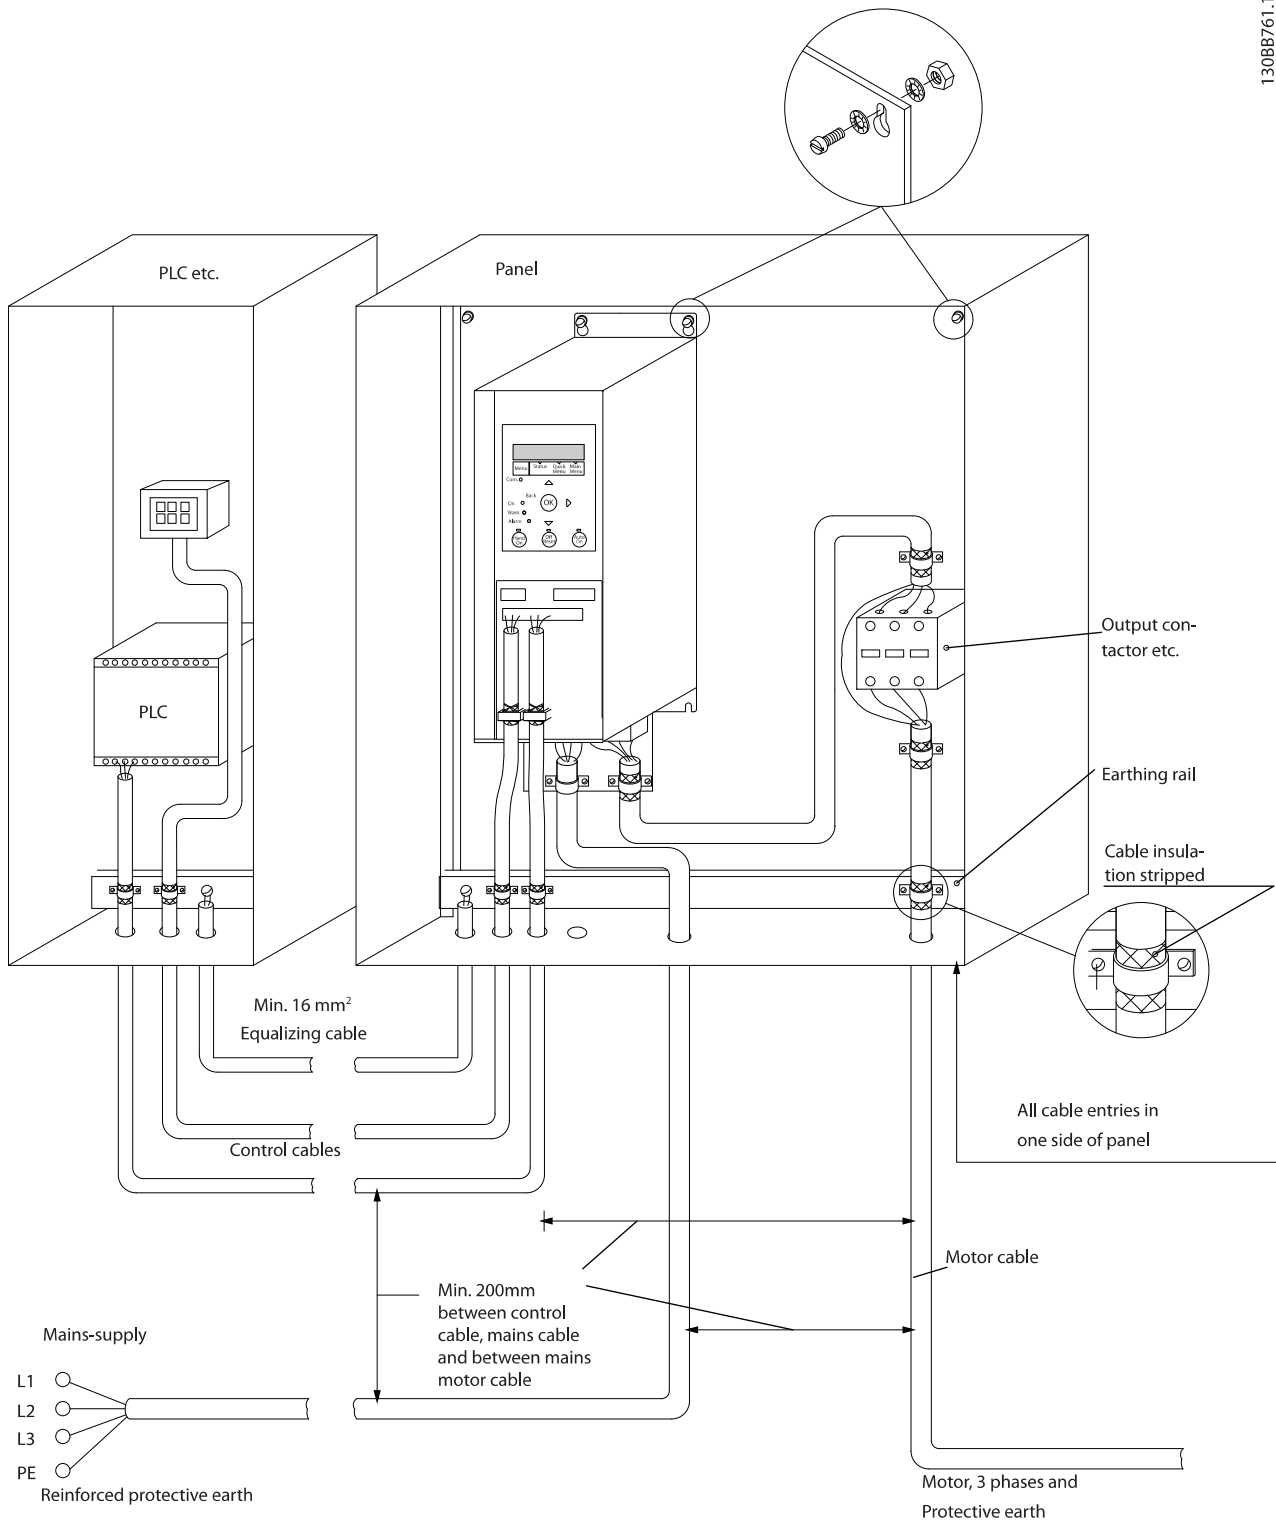 130BB761.1
PLC etc.
Panel
Menu
Status
Quick
Menu
Main
Menu
Com.
Back
On
OK
Warn.
Alarm
Hand
On
Off
Reset
Auto
On
Output con-
tactor etc.
PLC
Earthing rail
Cable insula-
tion stripped
Min. 16 mm²
Equalizing cable
All cable entries in
one side of panel
Control cables
Motor cable
Min. 200mm
between control
cable, mains cable
and between mains
motor cable
Mains-supply
L1
L2
L3
PE
Reinforced protective earth
Motor, 3 phases and
Protective earth